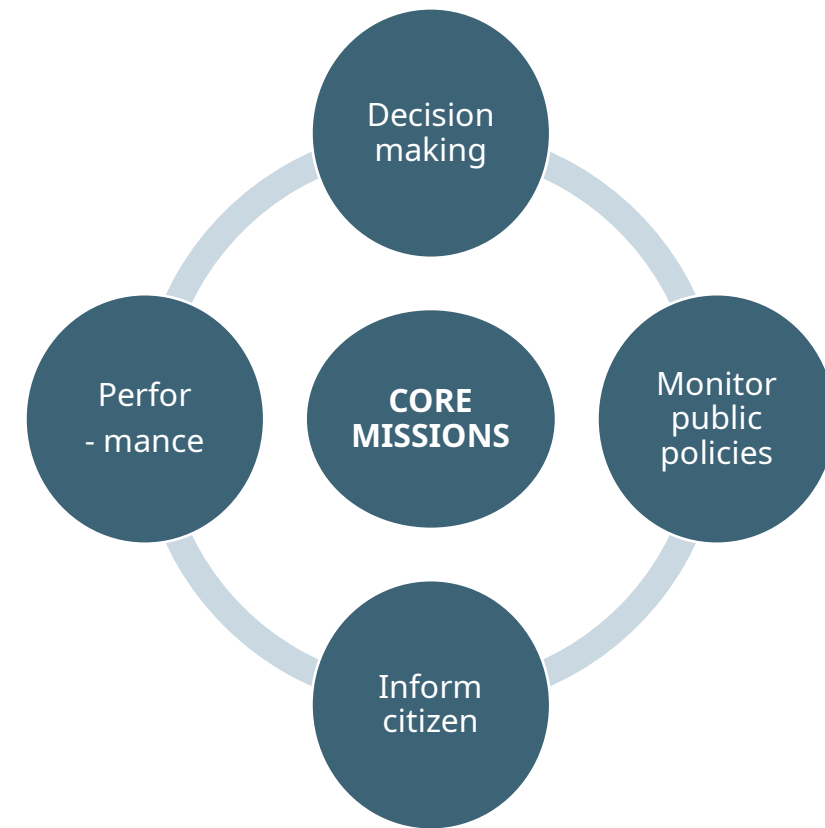 Decision
making
Perfor
- mance
CORE
MISSIONS
Monitor
public
policies
Inform
citizen